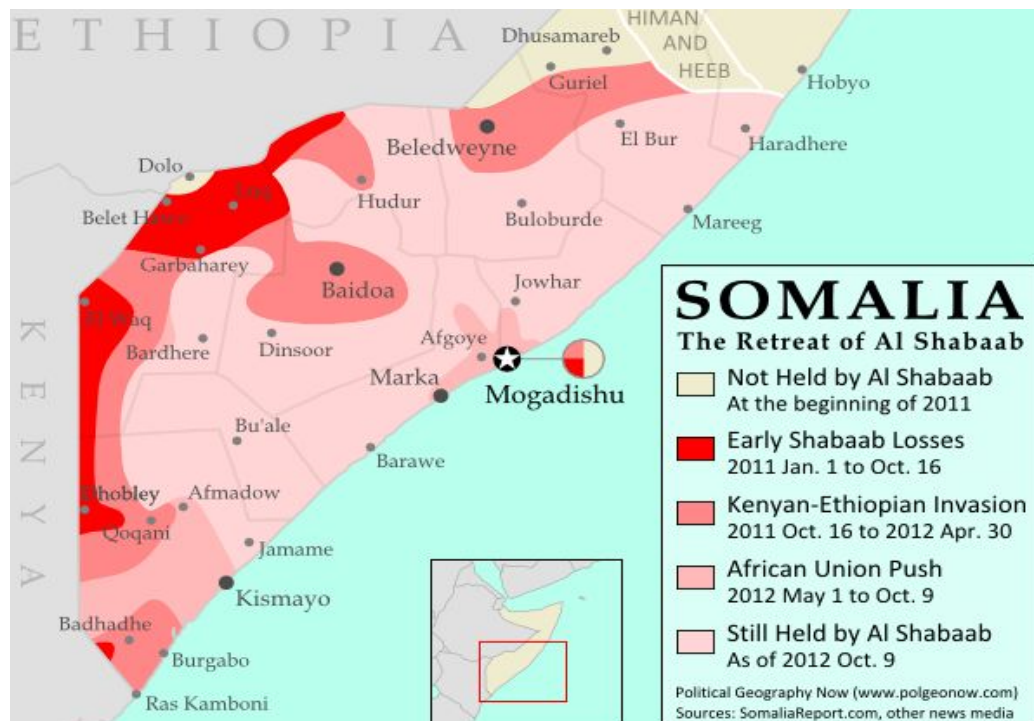 ETHIOPIA
HIMAN
AND
HEEB
Dhusamareb
Guriel
Hobyo
Beledweyne
El Bur
Haradhere
Dolo
Luq
Hudur
Belet Hawo
Buloburde
Mareeg
Garbaharey
Baidoa
Jowhar
El Waq
Bardhere
Dinsoor
Afgoye
Marka
Mogadishu
KENYA
Bu'ale
Barawe
Dhobley
Afmadow
Qoqani
Jamame
Kismayo
Badhadhe
Burgabo
Ras Kamboni
SOMALIA
The Retreat of Al Shabaab
Not Held by Al Shabaab
At the beginning of 2011
Early Shabaab Losses
2011 Jan. 1 to Oct. 16
Kenyan-Ethiopian Invasion
2011 Oct. 16 to 2012 Apr. 30
African Union Push
2012 May 1 to Oct. 9
Still Held by Al Shabaab
As of 2012 Oct. 9
Political Geography Now (www.polgeonow.com)
Sources: SomaliaReport.com, other news media